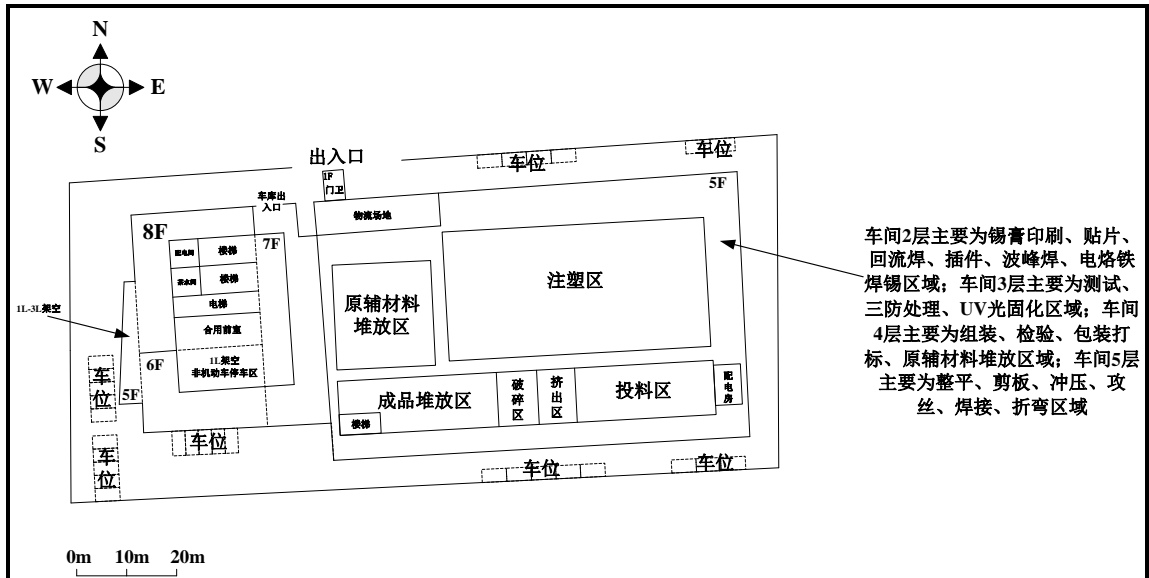 N
W
E
S
出入口
车位
车位
1F
门卫
5F
车库出
入口
物流场地
8F
7F
配电间
楼梯
茶水间
楼梯
电梯
合用前室
1L架空
非机动车停车区
6F
5F
1L-3L架空
原辅材料
堆放区
注塑区
成品堆放区
楼梯
破碎区
挤出区
投料区
配电房
车位
车位
车位
车位
车位
车间2层主要为锡膏印刷、贴片、
回流焊、插件、波峰焊、电烙铁
焊锡区域；车间3层主要为测试、
三防处理、UV光固化区域；车间
4层主要为组装、检验、包装打
标、原辅材料堆放区域；车间5层
主要为整平、剪板、冲压、攻
丝、焊接、折弯区域
0m 10m 20m